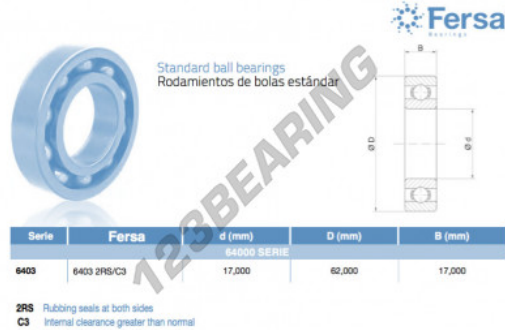 Fersa
Bearings
Standard ball bearings
Rodamientos de bolas estándar
B
Ø D
Ø d
123BEARING
Serie Fersa d (mm) D (mm) B (mm)
64000 SERIE
6403 6403 2RS/C3 17,000 62,000 17,000
2RS Rubbing seals at both sides
C3 Internal clearance greater than normal